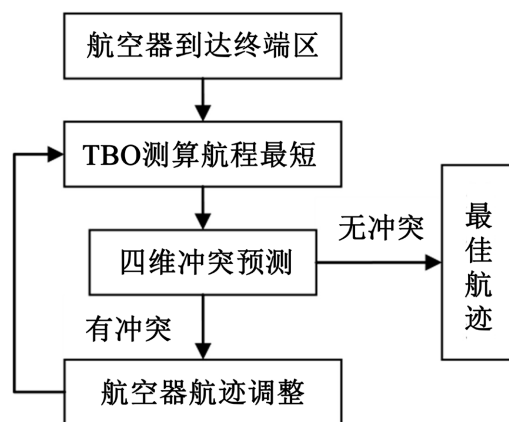 航空器到达终端区
TBO测算航程最短
四维冲突预测
无冲突
最佳航迹
有冲突
航空器航迹调整